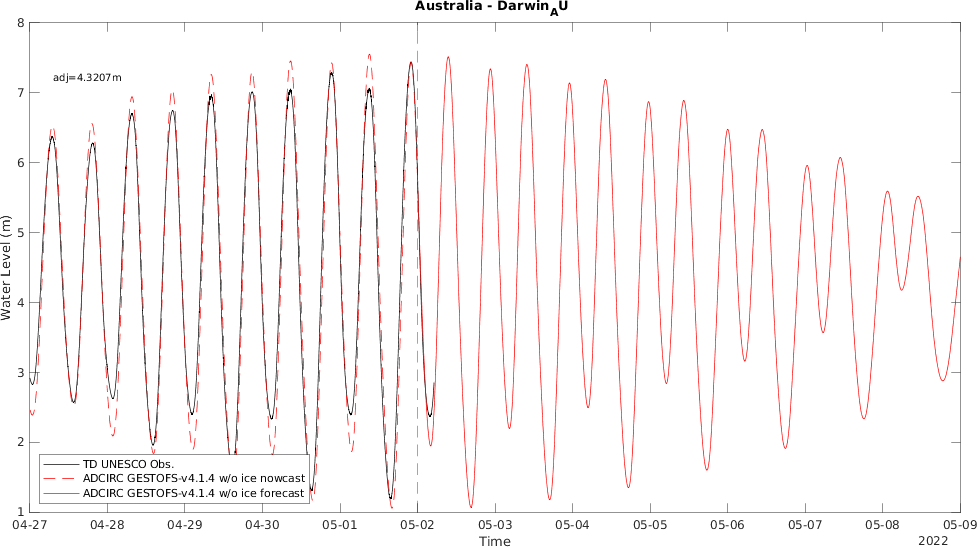 Australia - DarwinAU
8
7
6
5
4
3
2
1
Water Level (m)
adj=4.3207m
TD UNESCO Obs.
ADCIRC GESTOFS-v4.1.4 w/o ice nowcast
ADCIRC GESTOFS-v4.1.4 w/o ice forecast
04-27 04-28 04-29 04-30 05-01 05-02 05-03 05-04 05-05 05-06 05-07 05-08 05-09
Time
2022